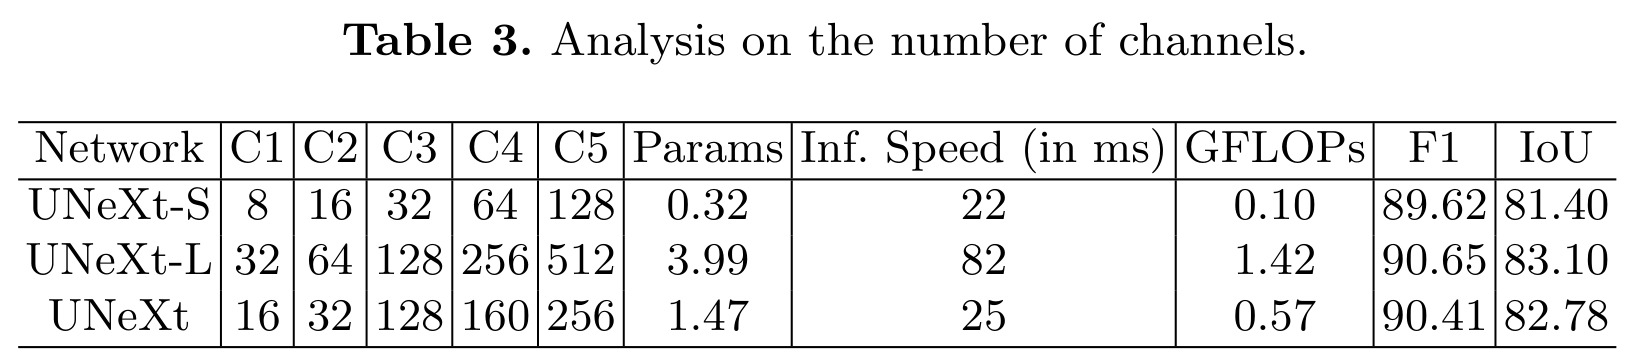 Table 3. Analysis on the number of channels.
Network C1 C2 C3 C4 C5 Params Inf. Speed (in ms) GFLOPs F1 IoU
UNeXt-S 8 16 32 64 128 0.32 22 0.10 89.62 81.40
UNeXt-L 32 64 128 256 512 3.99 82 1.42 90.65 83.10
UNeXt 16 32 128 160 256 1.47 25 0.57 90.41 82.78